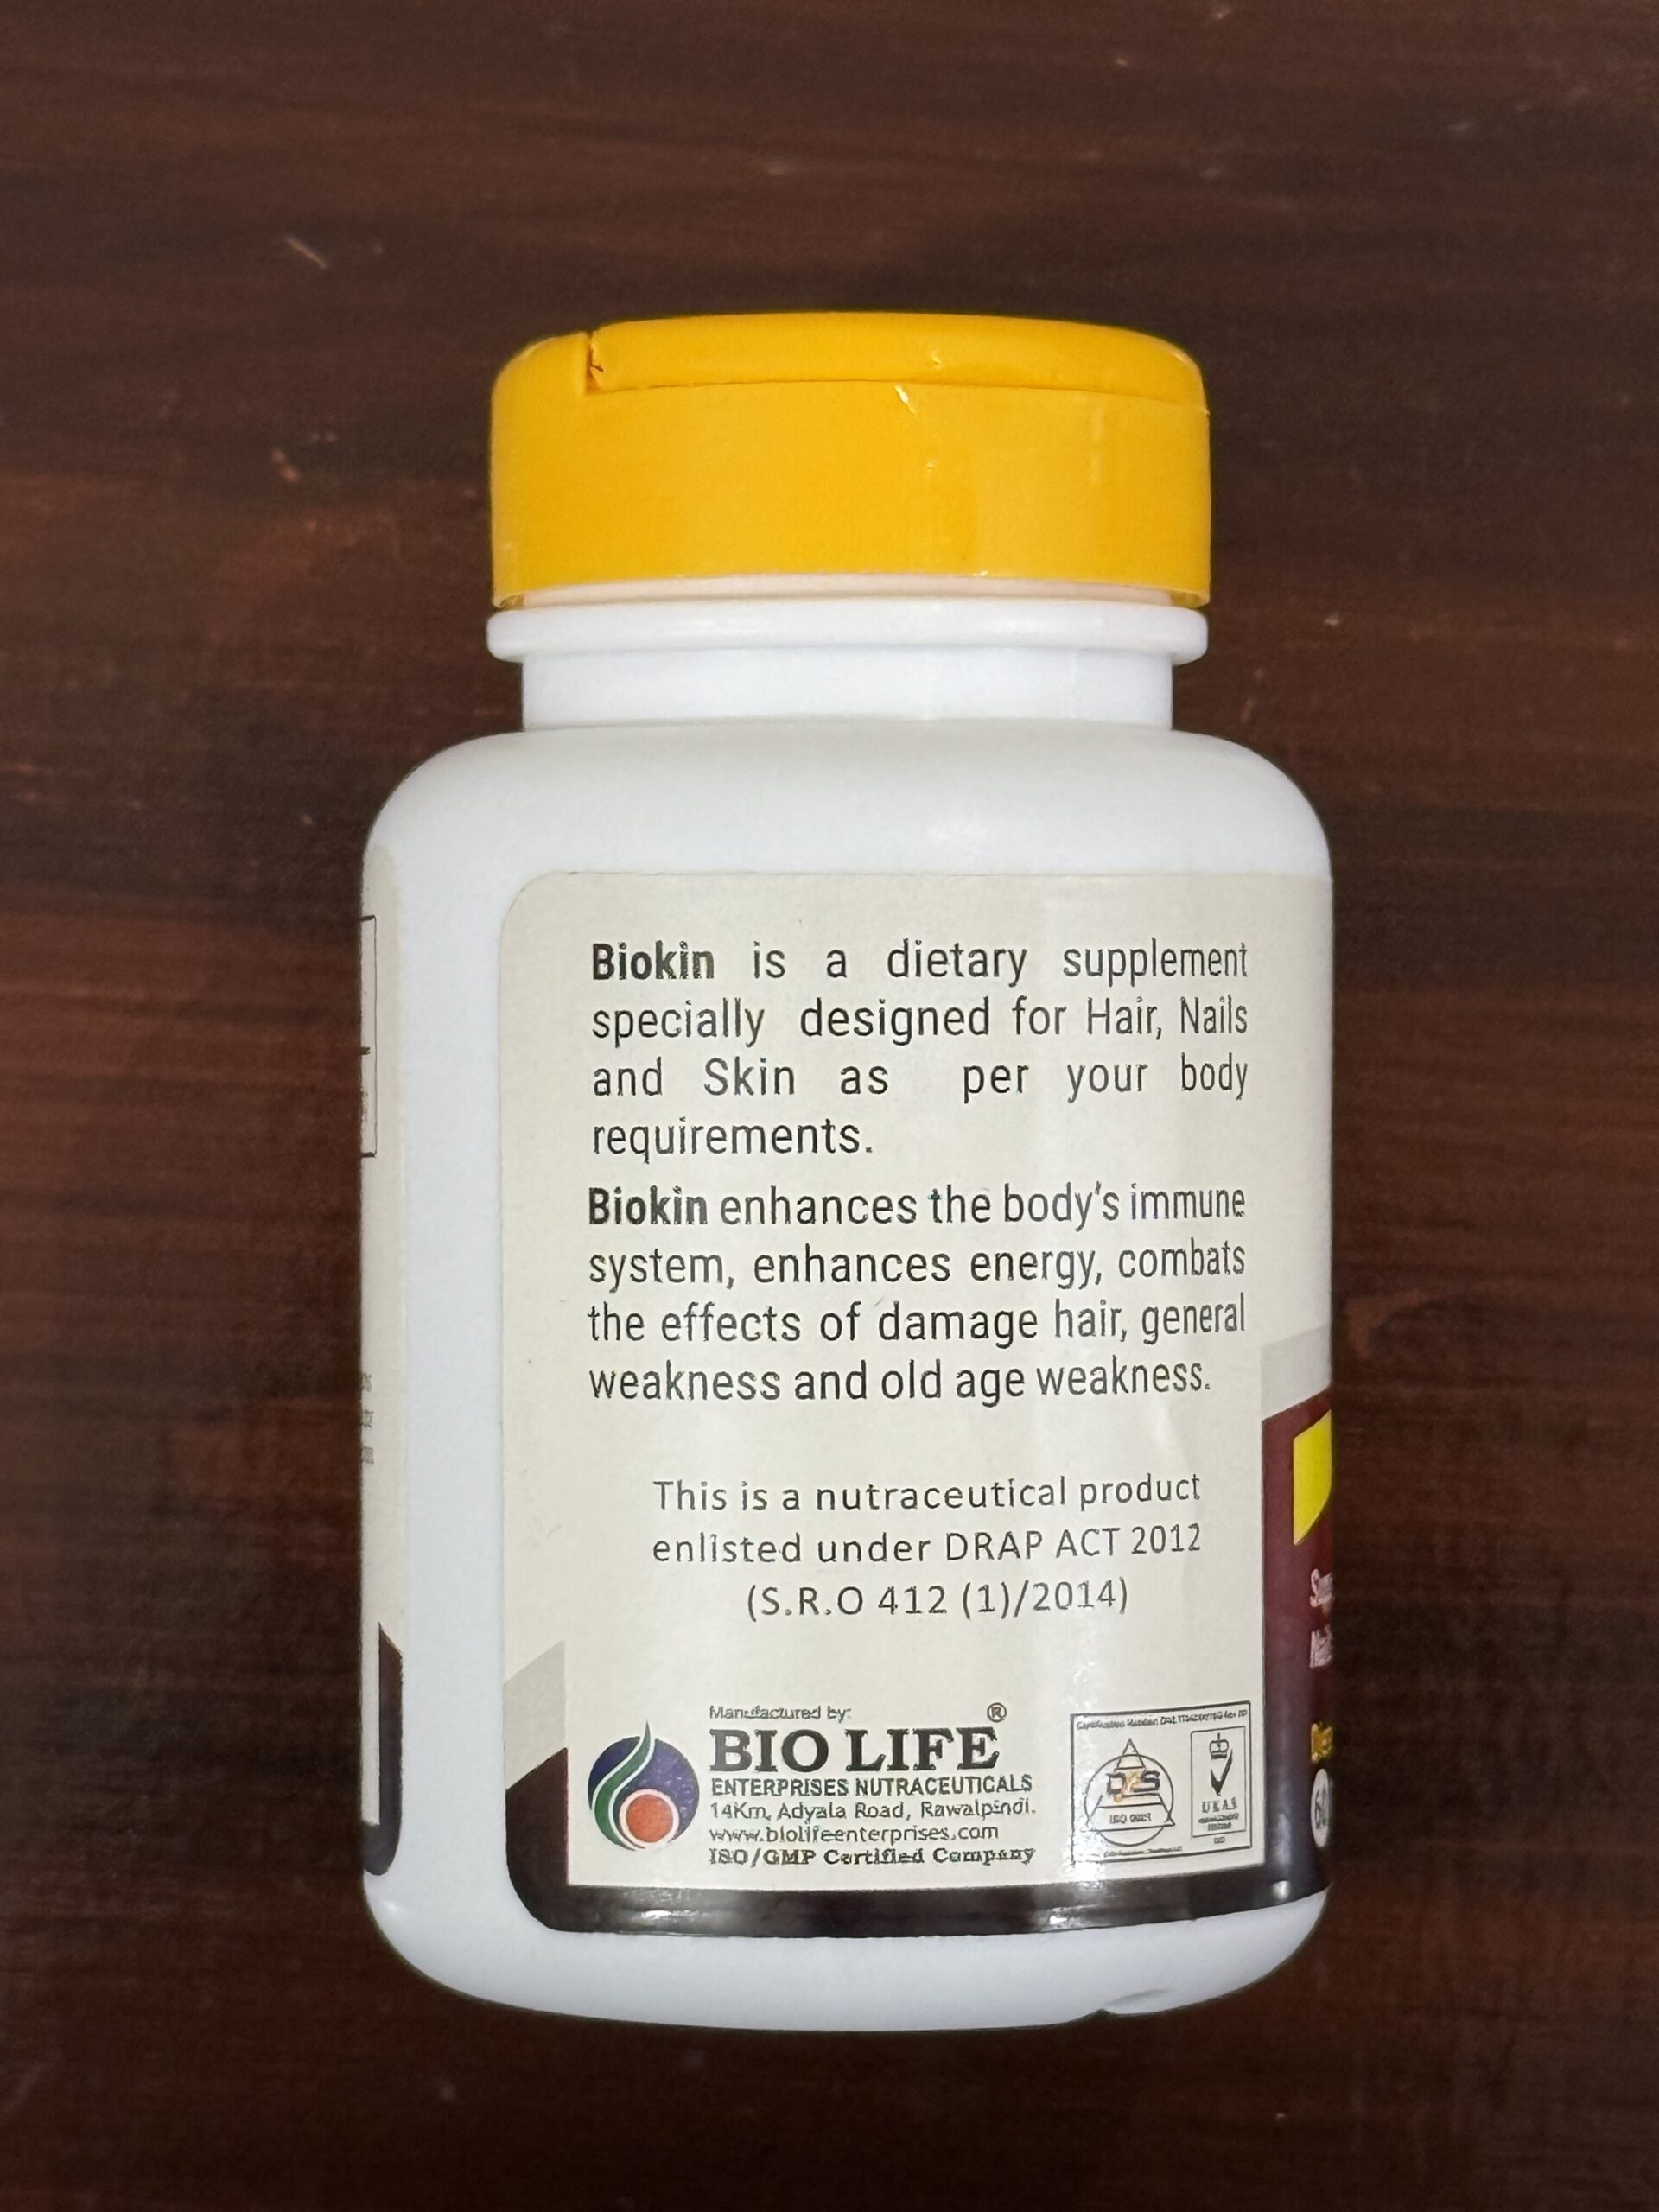 Biokin is a dietary supplement
specially designed for Hair, Nails
and Skin as per your body
requirements.
Biokin enhances the body's immune
system, enhances energy, combats
the effects of damage hair, general
weakness and old age weakness.
This is a nutraceutical product
enlisted under DRAP ACT 2012
(S.R.O 412 (1)/2014)
Manufactured by:
BIO LIFE®
ENTERPRISES NUTRACEUTICALS
14Km, Adyala Road, Rawalpindi.
www.biolifeenterprises.com
ISO/GMP Certified Company
UKAS